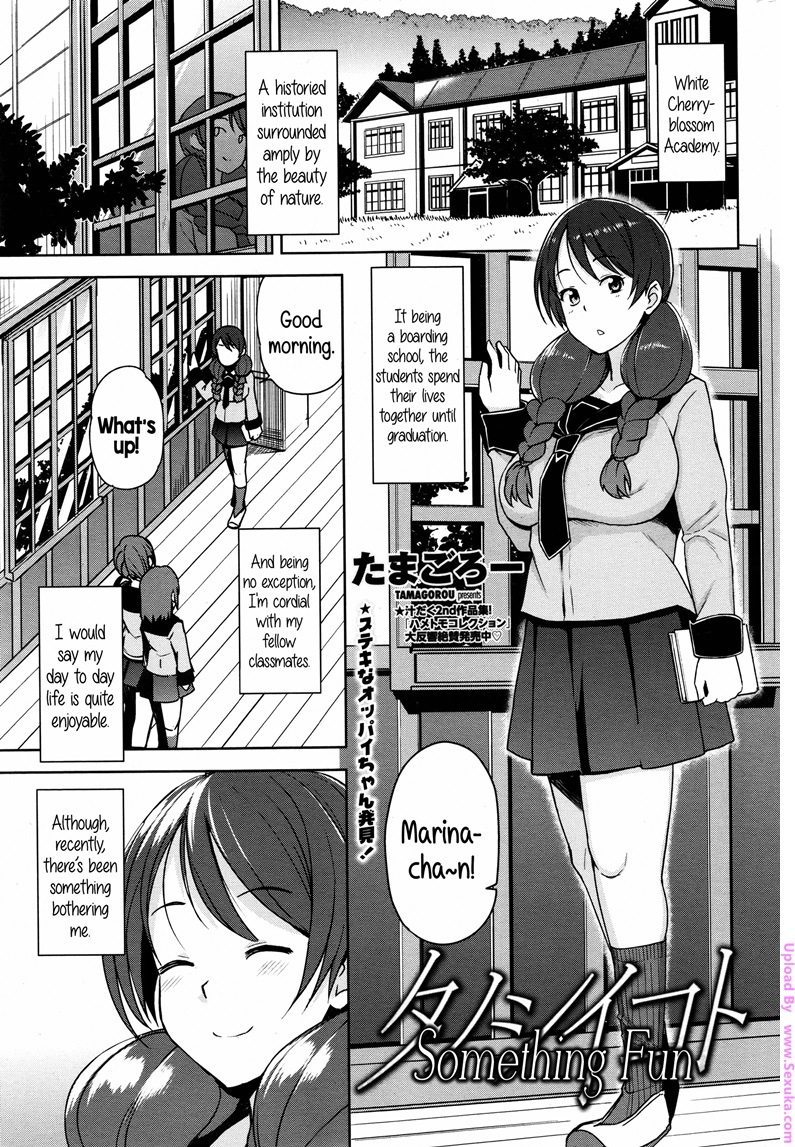 White
Cherry-
blossom
Academy.
A historied
institution
surrounded
amply by
the beauty
of nature.
It being
a boarding
school, the
students spend
their lives
together until
graduation.
Good
morning.
What's
up!
And being
no exception,
I'm cordial
with my
fellow
classmates.
I would
say my
day to day
life is quite
enjoyable.
たまごろー
TAMAGOROU presents
★汁だく2nd作品集!
「ハメトモコレクション」
大反響絶賛発売中♡
★ステキなオッパイちゃん発見!
Marina-
cha~n!
Although,
recently,
there's been
something
bothering
me.
タノシイコト
Something Fun
Upload By www.Sexuka.com